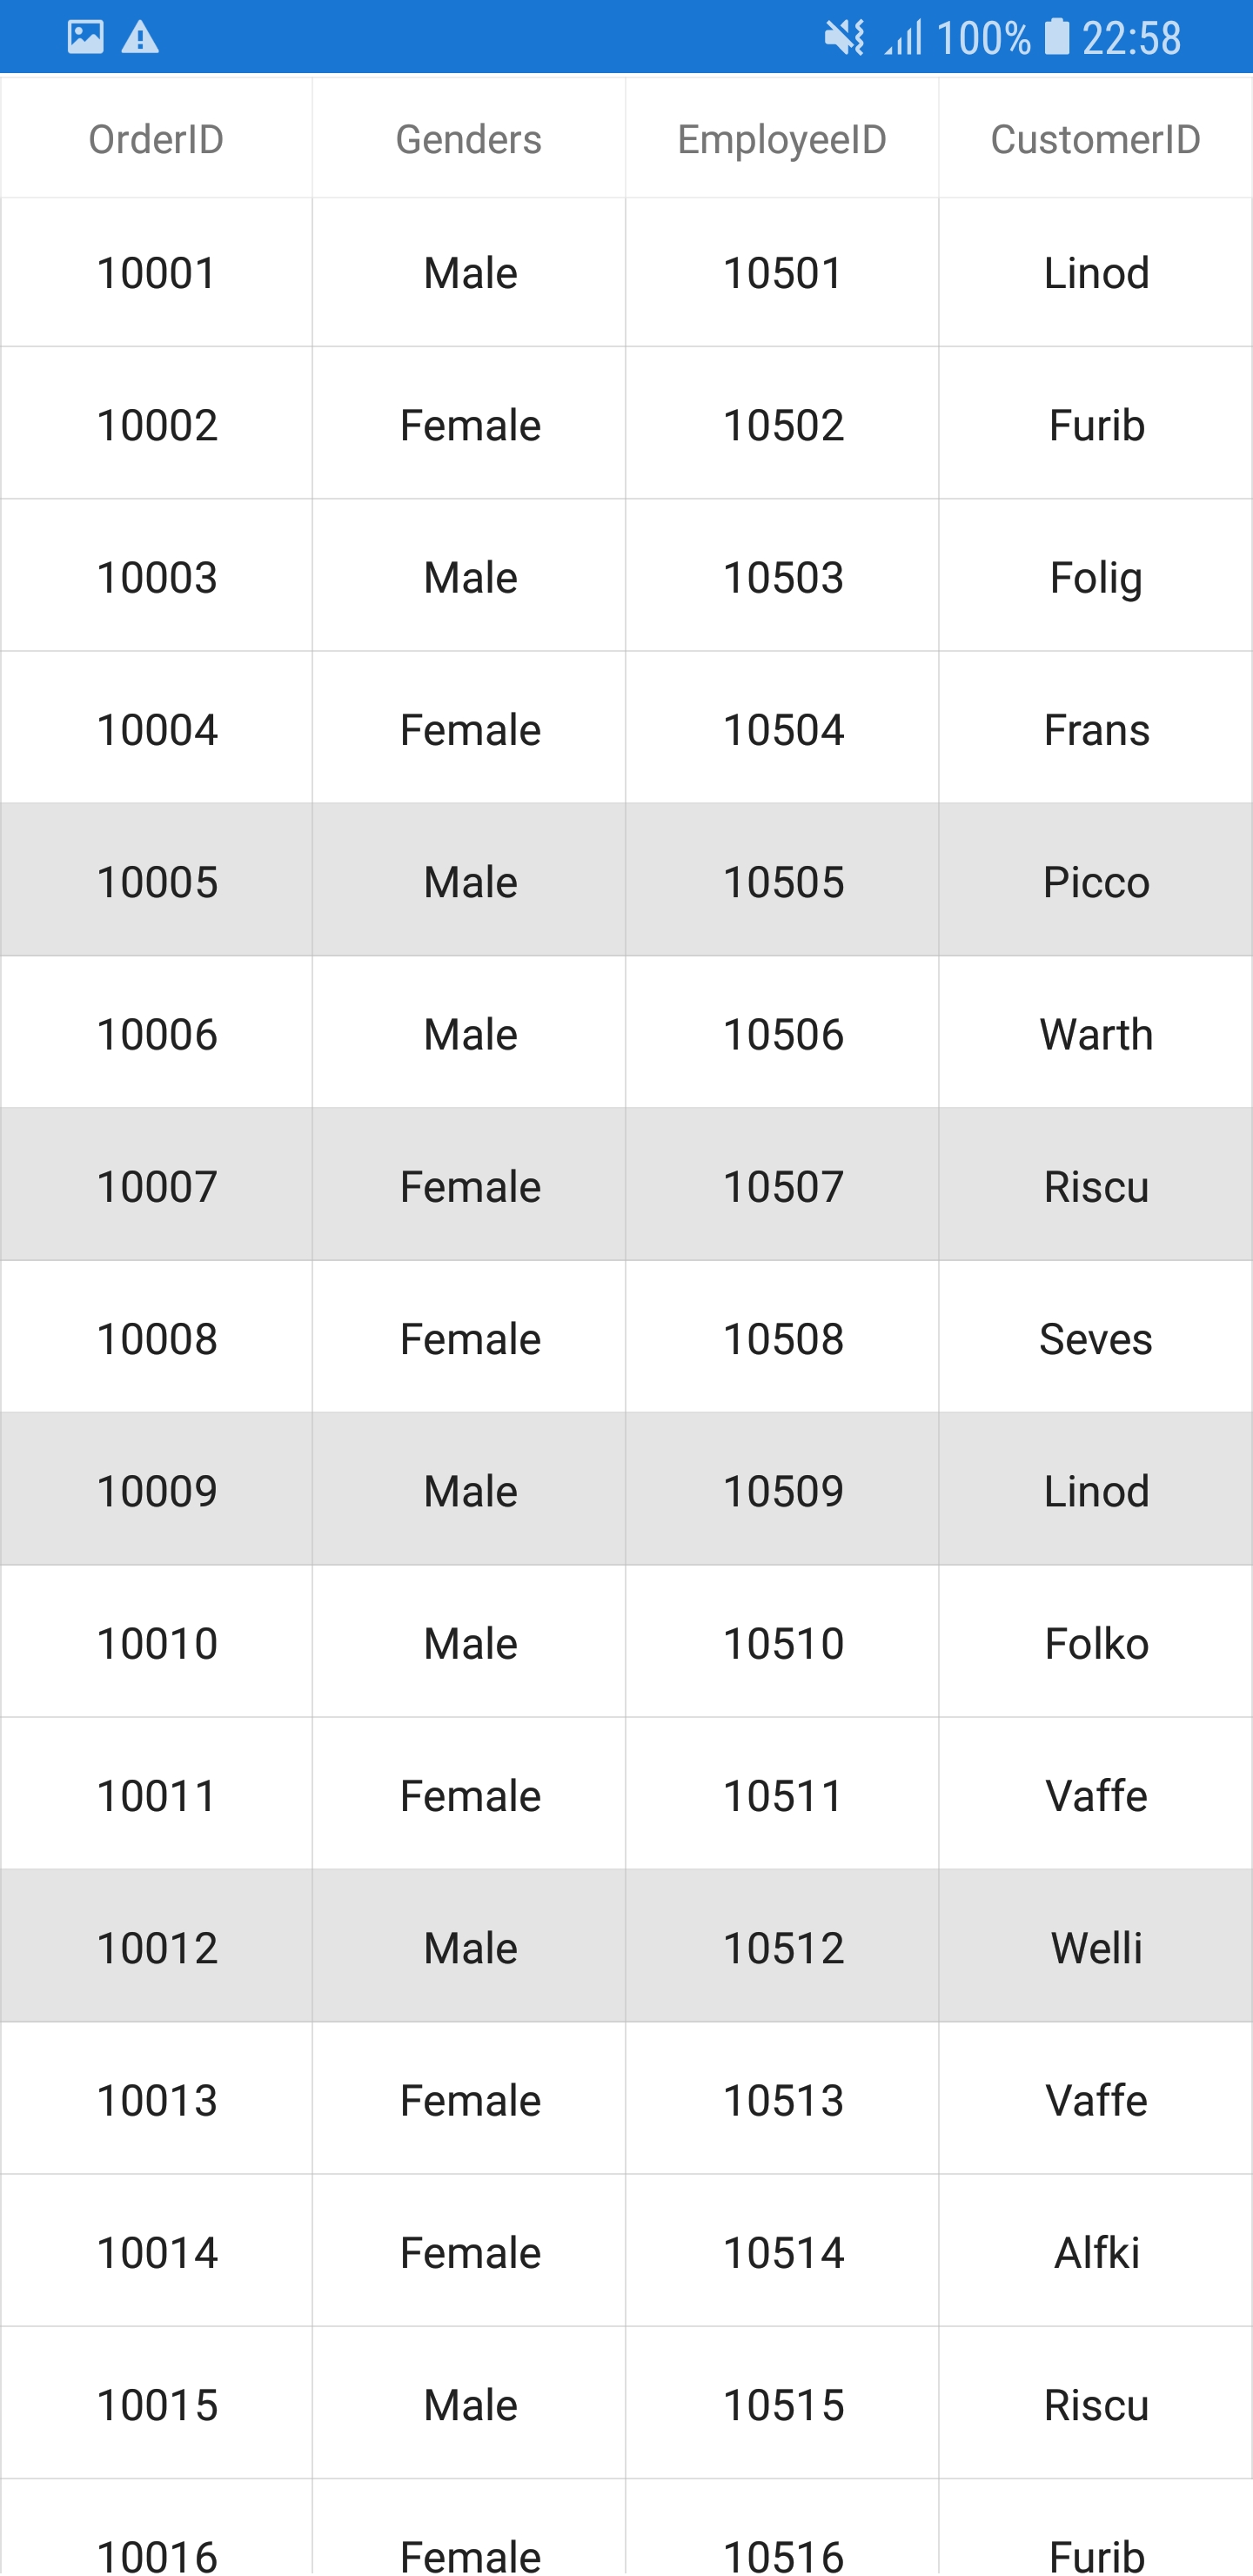 100% 22:58
OrderID Genders EmployeeID CustomerID
10001 Male 10501 Linod
10002 Female 10502 Furib
10003 Male 10503 Folig
10004 Female 10504 Frans
10005 Male 10505 Picco
10006 Male 10506 Warth
10007 Female 10507 Riscu
10008 Female 10508 Seves
10009 Male 10509 Linod
10010 Male 10510 Folko
10011 Female 10511 Vaffe
10012 Male 10512 Welli
10013 Female 10513 Vaffe
10014 Female 10514 Alfki
10015 Male 10515 Riscu
10016 Female 10516 Furib